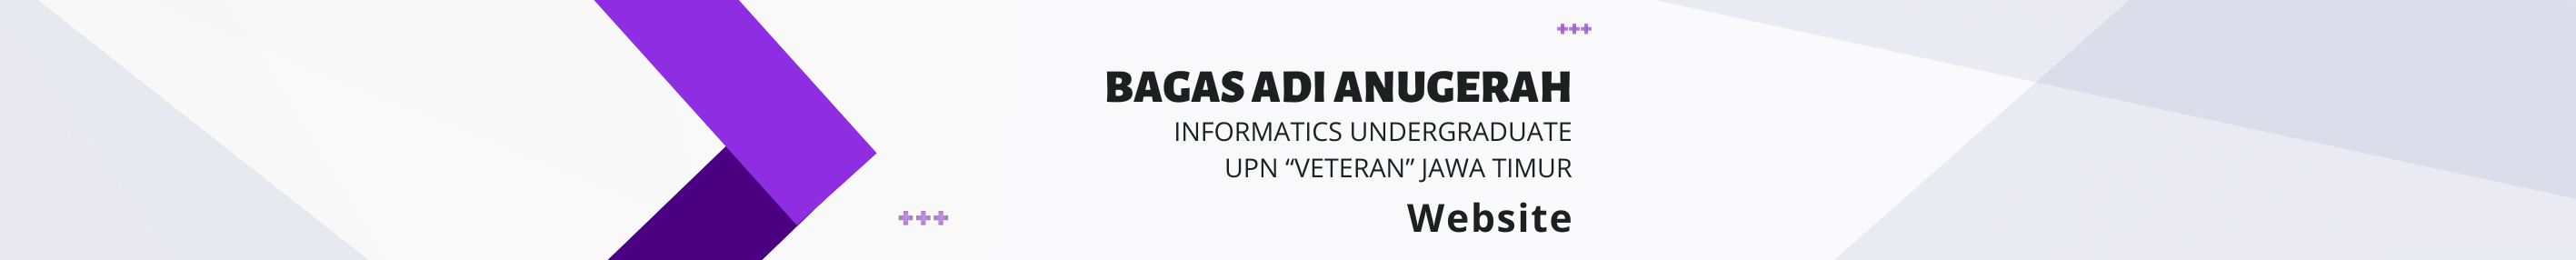 BAGAS ADI ANUGERAH
INFORMATICS UNDERGRADUATE
UPN “VETERAN” JAWA TIMUR
Website